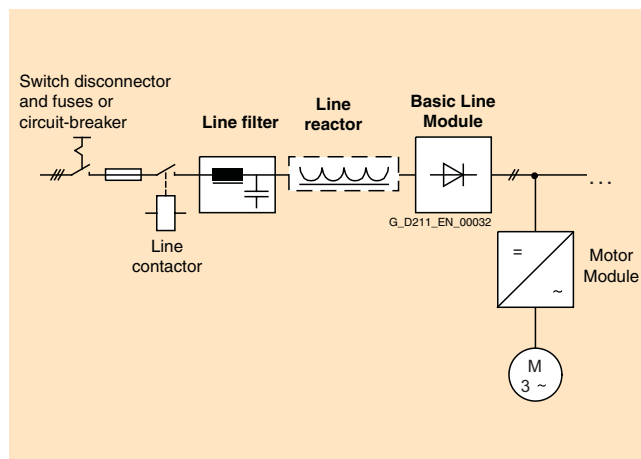 Switch disconnector
and fuses or
circuit-breaker
Line filter
Line
reactor
Basic Line
Module
G_D211_EN_00032
Line
contactor
...
=
~
Motor
Module
M
3 ~